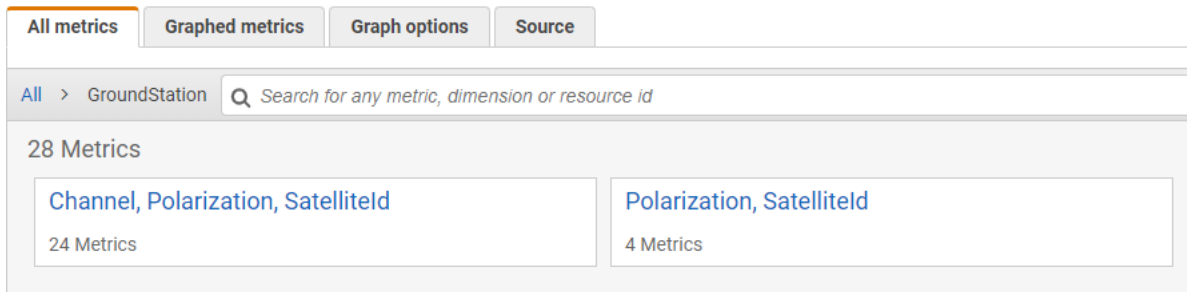 All metrics Graphed metrics Graph options Source
All > GroundStation Search for any metric, dimension or resource id
28 Metrics
Channel, Polarization, SatelliteId Polarization, SatelliteId
24 Metrics 4 Metrics